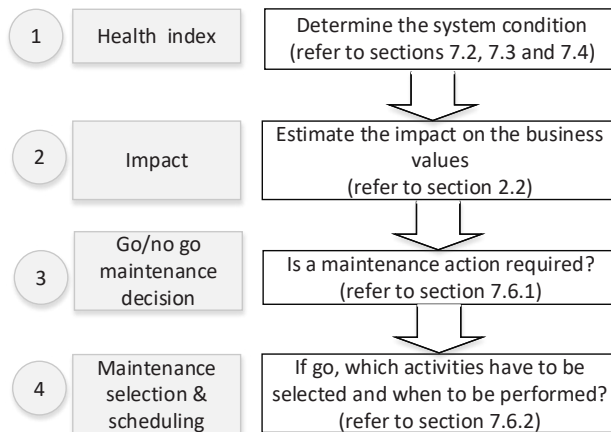 1
Health index
Determine the system condition
(refer to sections 7.2, 7.3 and 7.4)
2
Impact
Estimate the impact on the business
values
(refer to section 2.2)
3
Go/no go
maintenance
decision
Is a maintenance action required?
(refer to section 7.6.1)
4
Maintenance
selection &
scheduling
If go, which activities have to be
selected and when to be performed?
(refer to section 7.6.2)